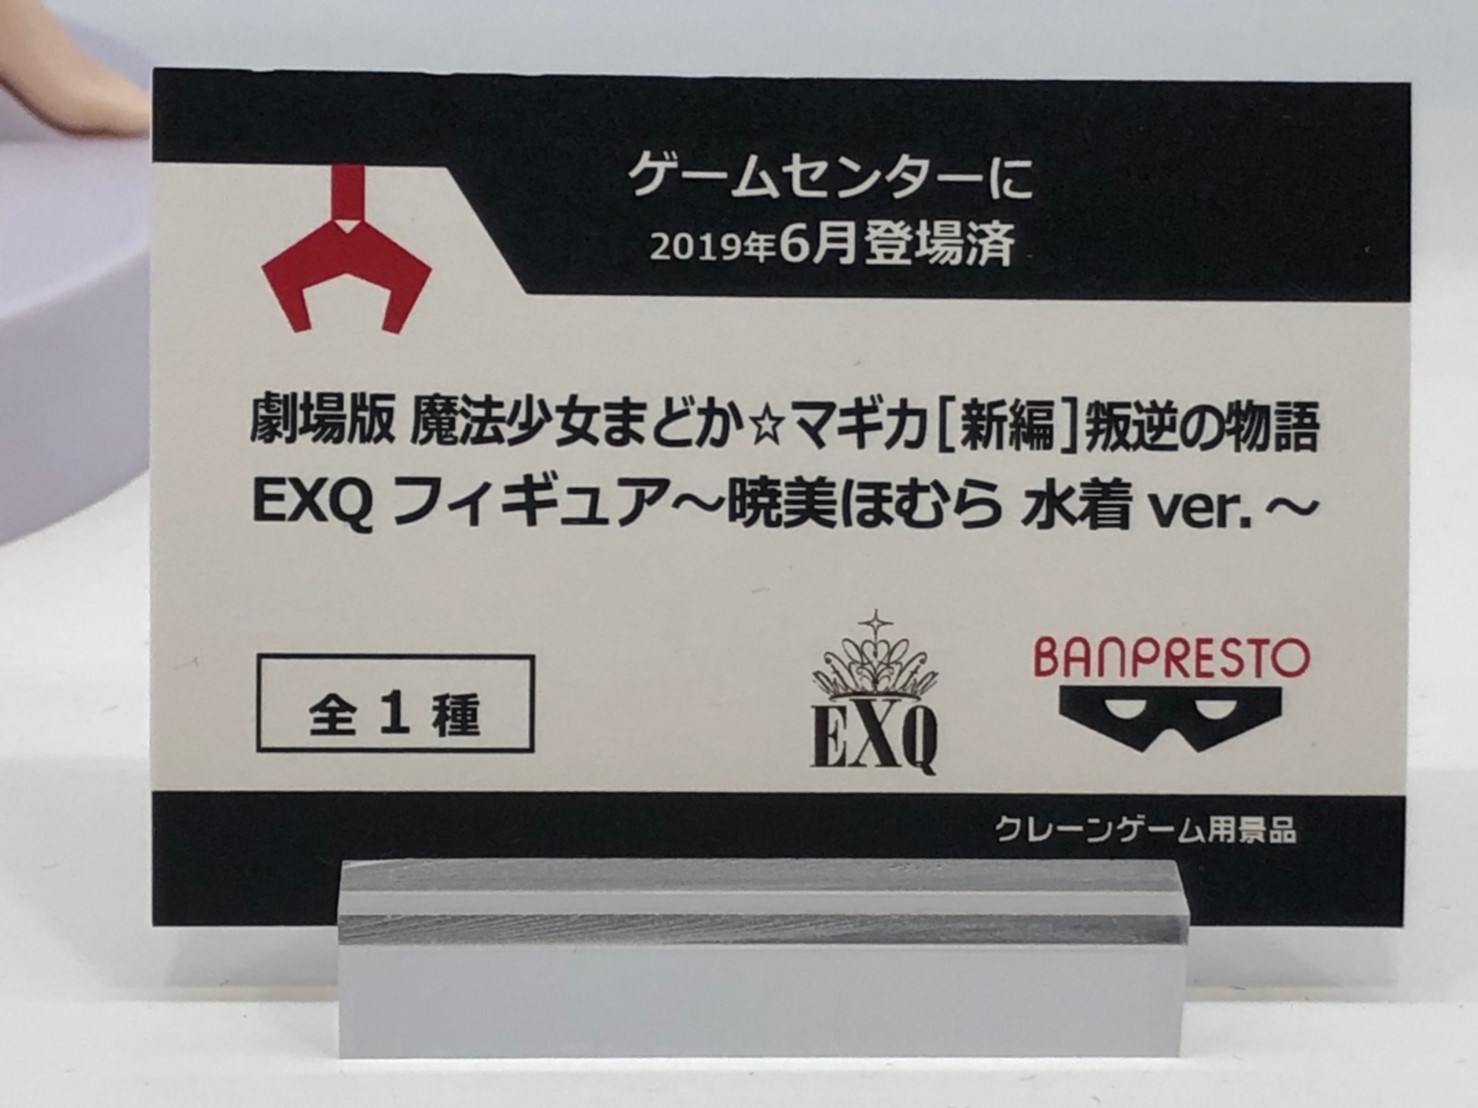 ゲームセンターに
2019年6月登場済
劇場版 魔法少女まどか☆マギカ[新編]叛逆の物語
EXQ フィギュア～暁美ほむら 水着 ver.～
全1種
EXQ
BANPRESTO
クレーンゲーム用景品